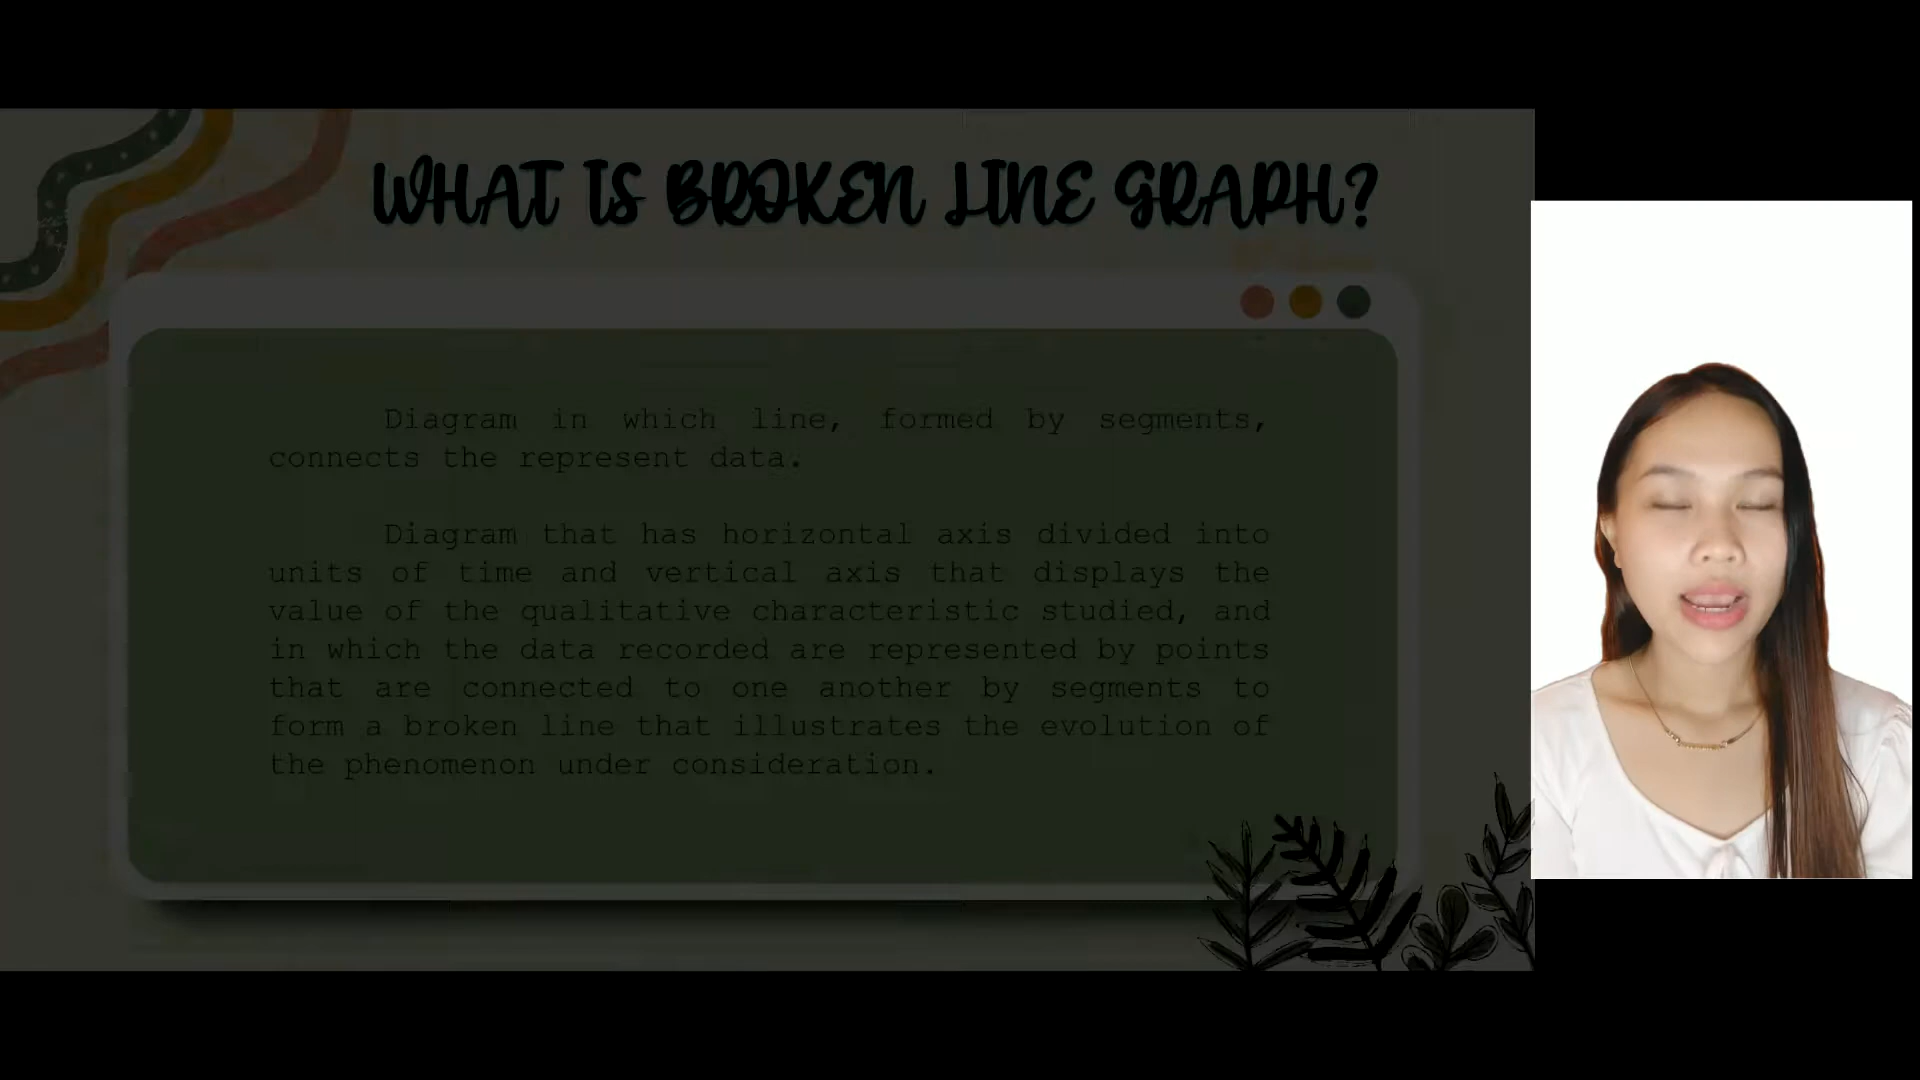 WHAT IS BROKEN LINE GRAPH?
Diagram in which line, formed by segments,
connects the represent data.
Diagram that has horizontal axis divided into
units of time and vertical axis that displays the
value of the qualitative characteristic studied, and
in which the data recorded are represented by points
that are connected to one another by segments to
form a broken line that illustrates the evolution of
the phenomenon under consideration.